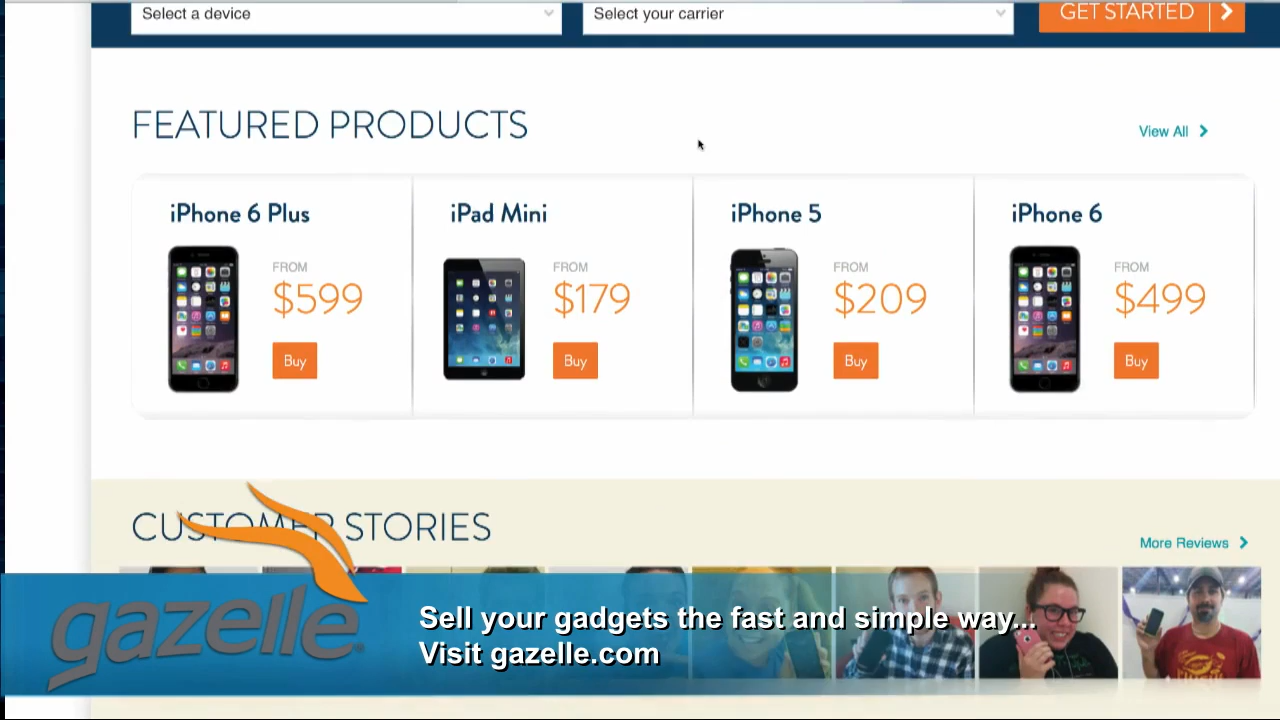 Select a device
Select your carrier
GET STARTED
FEATURED PRODUCTS
View All
iPhone 6 Plus
FROM
$599
Buy
iPad Mini
FROM
$179
Buy
iPhone 5
FROM
$209
Buy
iPhone 6
FROM
$499
Buy
CUSTOMER STORIES
More Reviews
gazelle
Sell your gadgets the fast and simple way...
Visit gazelle.com